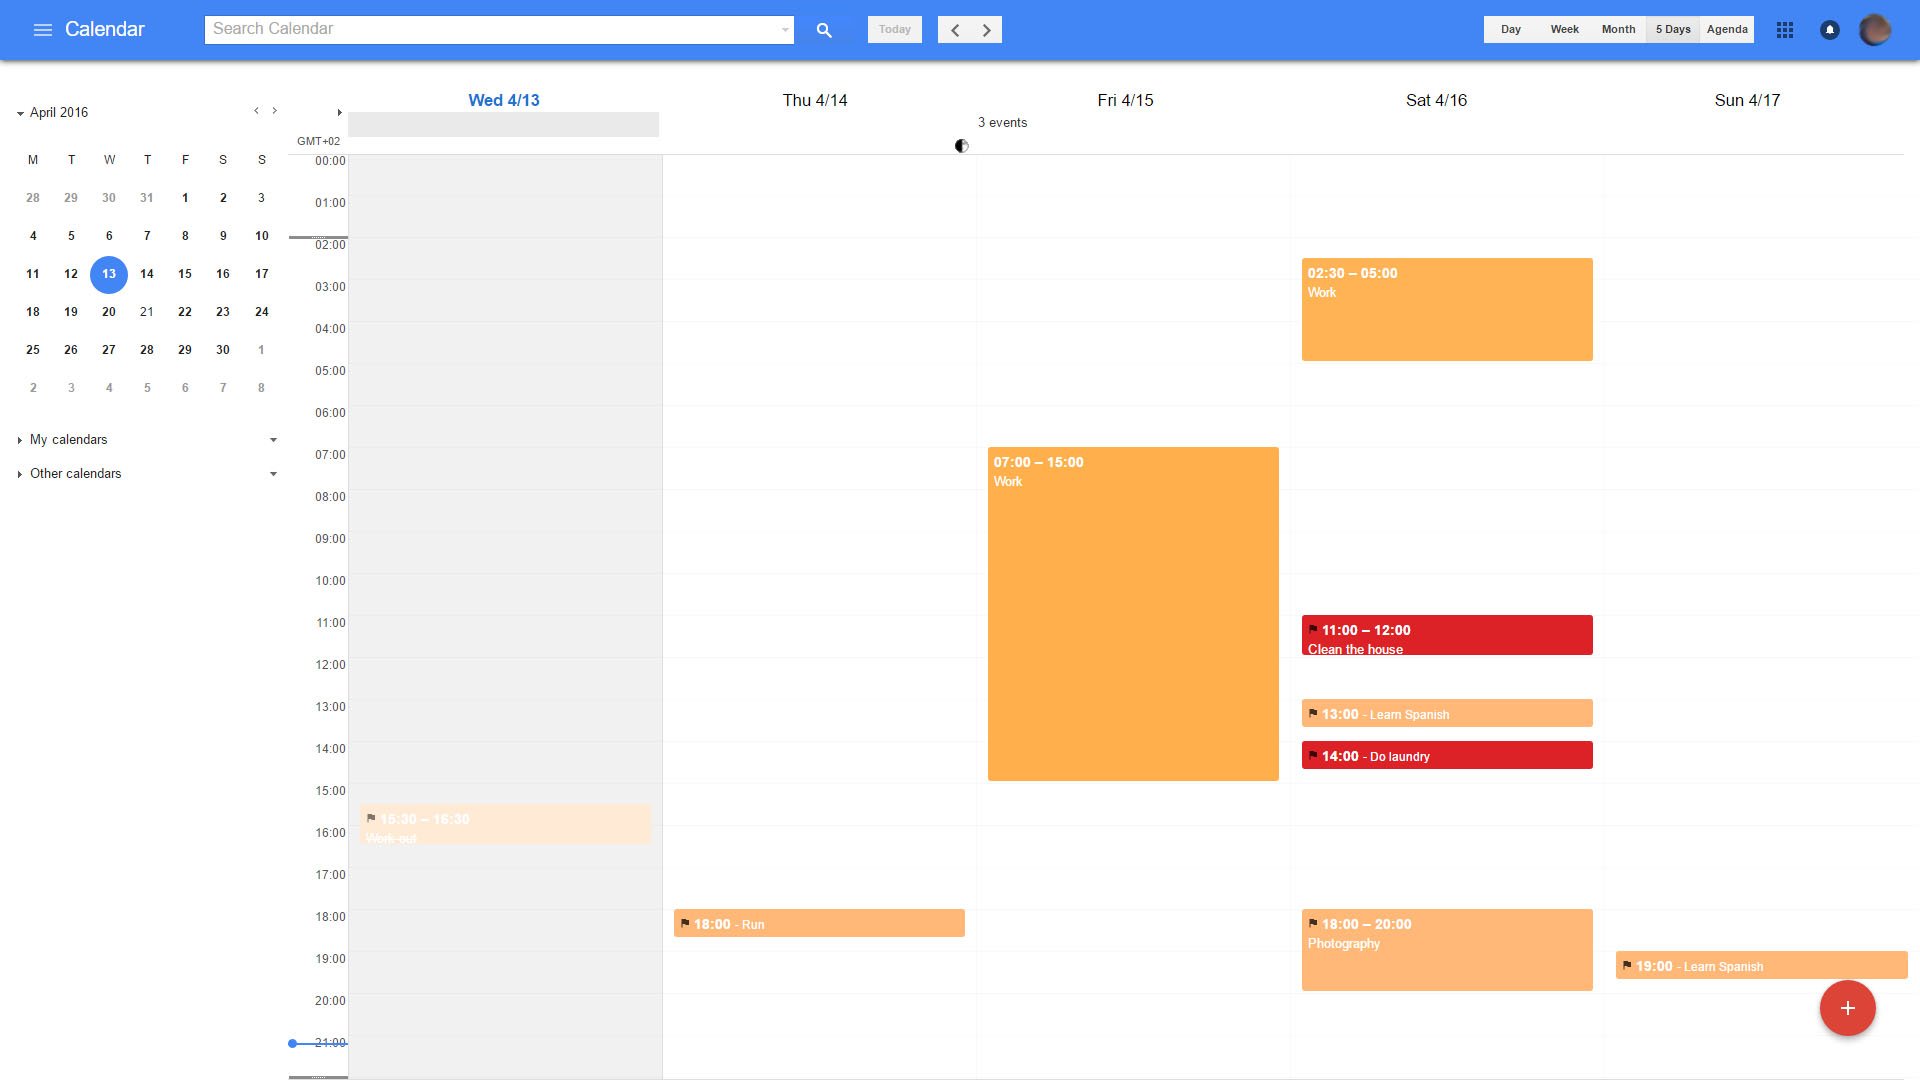 Calendar
Search Calendar
Today
Day Week Month 5 Days Agenda
April 2016
M T W T F S S
28 29 30 31 1 2 3
4 5 6 7 8 9 10
11 12 13 14 15 16 17
18 19 20 21 22 23 24
25 26 27 28 29 30 1
2 3 4 5 6 7 8
My calendars
Other calendars
Wed 4/13 Thu 4/14 Fri 4/15 Sat 4/16 Sun 4/17
3 events
GMT+02
00:00
01:00
02:00
02:30 – 05:00
Work
03:00
04:00
05:00
06:00
07:00
07:00 – 15:00
Work
08:00
09:00
10:00
11:00
11:00 – 12:00
Clean the house
12:00
13:00
13:00 - Learn Spanish
14:00
14:00 - Do laundry
15:00
15:30 – 16:30
Work out
16:00
17:00
18:00
18:00 - Run
18:00 – 20:00
Photography
19:00
19:00 - Learn Spanish
20:00
21:00